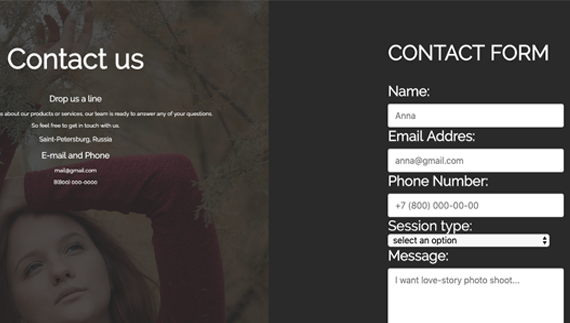 Contact us
Drop us a line
s about our products or services, our team is ready to answer any of your questions.
So feel free to get in touch with us.
Saint-Petersburg, Russia
E-mail and Phone
mail@gmail.com
8(800) 000-0000
CONTACT FORM
Name:
Anna
Email Addres:
anna@gmail.com
Phone Number:
+7 (800) 000-00-00
Session type:
select an option
Message:
I want love-story photo shoot...